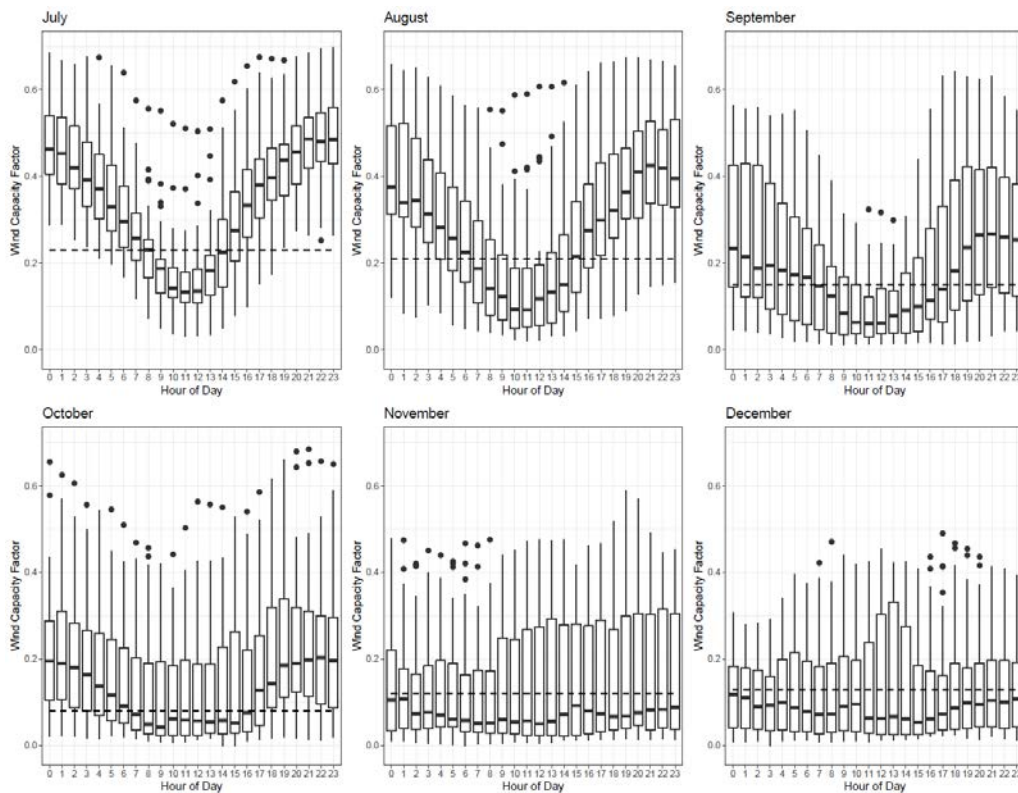 July
August
September
Wind Capacity Factor
0.6
0.4
0.2
0.0
0 1 2 3 4 5 6 7 8 9 10 11 12 13 14 15 16 17 18 19 20 21 22 23
Hour of Day
Wind Capacity Factor
0.6
0.4
0.2
0.0
0 1 2 3 4 5 6 7 8 9 10 11 12 13 14 15 16 17 18 19 20 21 22 23
Hour of Day
Wind Capacity Factor
0.6
0.4
0.2
0.0
0 1 2 3 4 5 6 7 8 9 10 11 12 13 14 15 16 17 18 19 20 21 22 23
Hour of Day
October
November
December
Wind Capacity Factor
0.6
0.4
0.2
0.0
0 1 2 3 4 5 6 7 8 9 10 11 12 13 14 15 16 17 18 19 20 21 22 23
Hour of Day
Wind Capacity Factor
0.6
0.4
0.2
0.0
0 1 2 3 4 5 6 7 8 9 10 11 12 13 14 15 16 17 18 19 20 21 22 23
Hour of Day
Wind Capacity Factor
0.6
0.4
0.2
0.0
0 1 2 3 4 5 6 7 8 9 10 11 12 13 14 15 16 17 18 19 20 21 22 23
Hour of Day